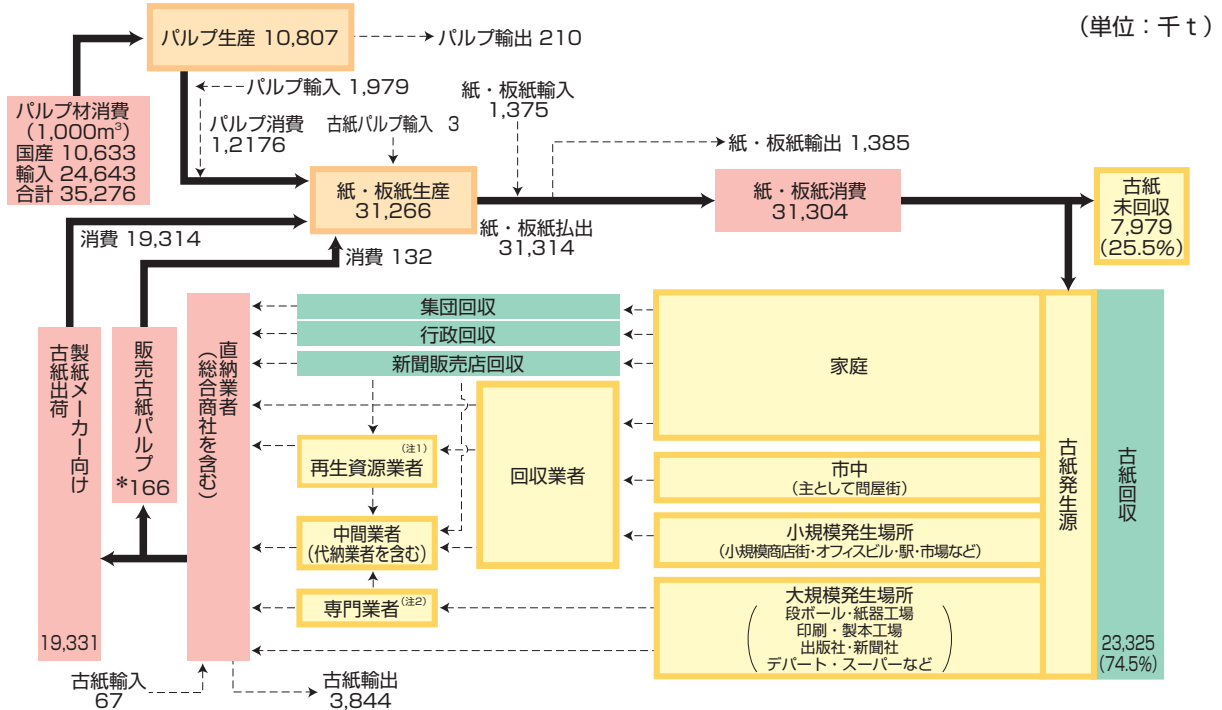 (単位：千ｔ)
パルプ生産 10,807
パルプ輸出 210
パルプ材消費
(1,000m³)
国産 10,633
輸入 24,643
合計 35,276
パルプ輸入 1,979
パルプ消費
1,2176
古紙パルプ輸入 3
紙・板紙輸入
1,375
紙・板紙輸出 1,385
紙・板紙生産
31,266
紙・板紙払出
31,314
紙・板紙消費
31,304
古紙
未回収
7,979
(25.5%)
消費 19,314
消費 132
製紙メーカー向け
古紙出荷
19,331
販売古紙パルプ
*166
直納業者
(総合商社を含む)
集団回収
行政回収
新聞販売店回収
再生資源業者(注1)
中間業者
(代納業者を含む)
専門業者(注2)
回収業者
家庭
市中
(主として問屋街)
小規模発生場所
(小規模商店街・オフィスビル・駅・市場など)
大規模発生場所
(段ボール・紙器工場
印刷・製本工場
出版社・新聞社
デパート・スーパーなど)
古紙発生源
古紙回収
23,325
(74.5%)
古紙輸入
67
古紙輸出
3,844